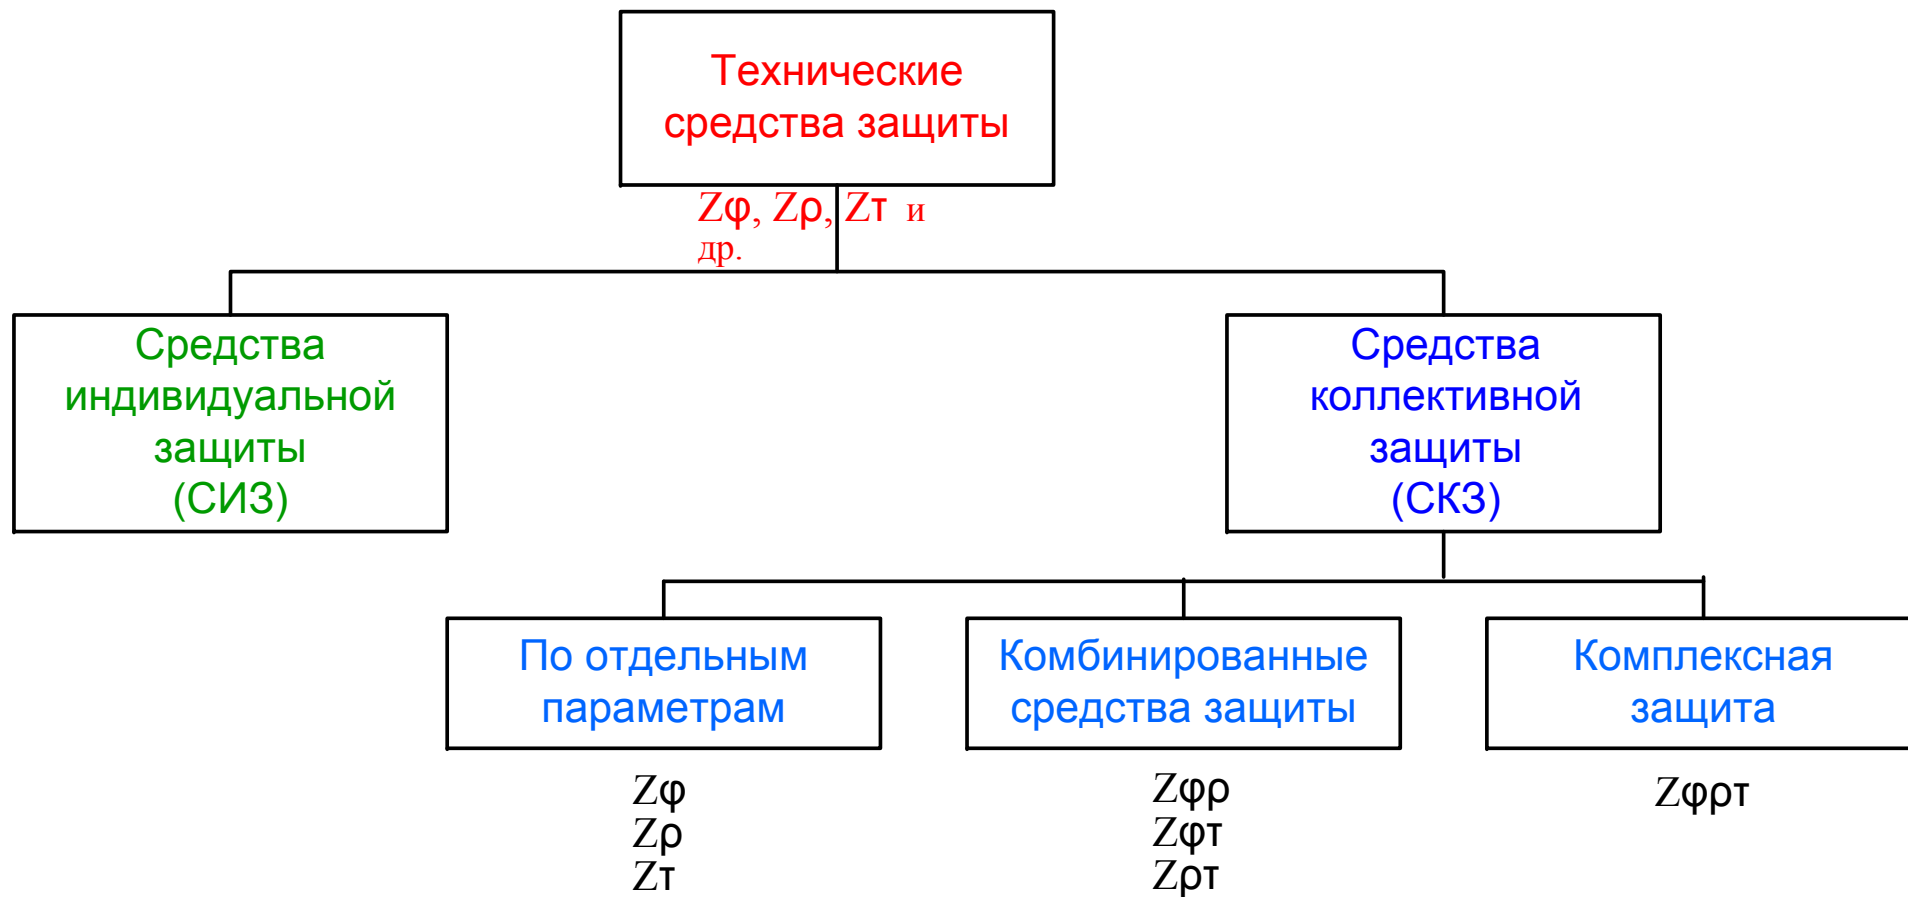 Технические
средства защиты
Zφ, Zρ, Zτ и
др.
Средства
индивидуальной
защиты
(СИЗ)
Средства
коллективной
защиты
(СКЗ)
По отдельным
параметрам
Комбинированные
средства защиты
Комплексная
защита
Zφ
Zρ
Zτ
Zφρ
Zφτ
Zρτ
Zφρτ